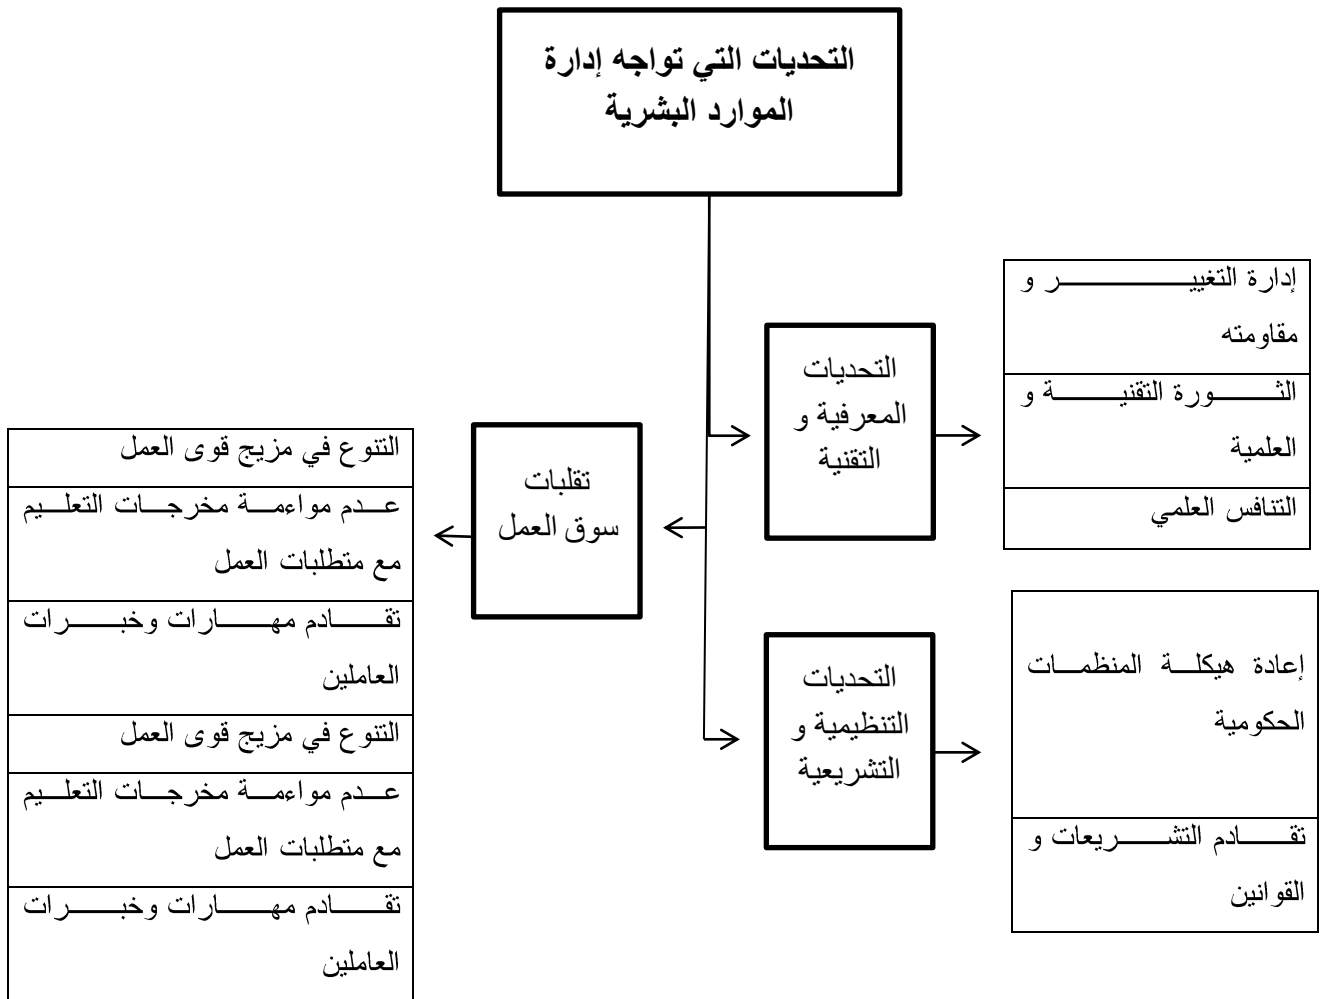 التحديات التي تواجه إدارة
الموارد البشرية
إدارة التغيير و
مقاومته
الثورة التقنية و
العلمية
التنافس العلمي
التحديات
المعرفية و
التقنية
تقلبات
سوق العمل
التنوع في مزيج قوى العمل
عدم مواءمة مخرجات التعليم
مع متطلبات العمل
تقادم مهارات وخبرات
العاملين
التنوع في مزيج قوى العمل
عدم مواءمة مخرجات التعليم
مع متطلبات العمل
تقادم مهارات وخبرات
العاملين
إعادة هيكلة المنظمات
الحكومية
تقادم التشريعات و
القوانين
التحديات
التنظيمية و
التشريعية